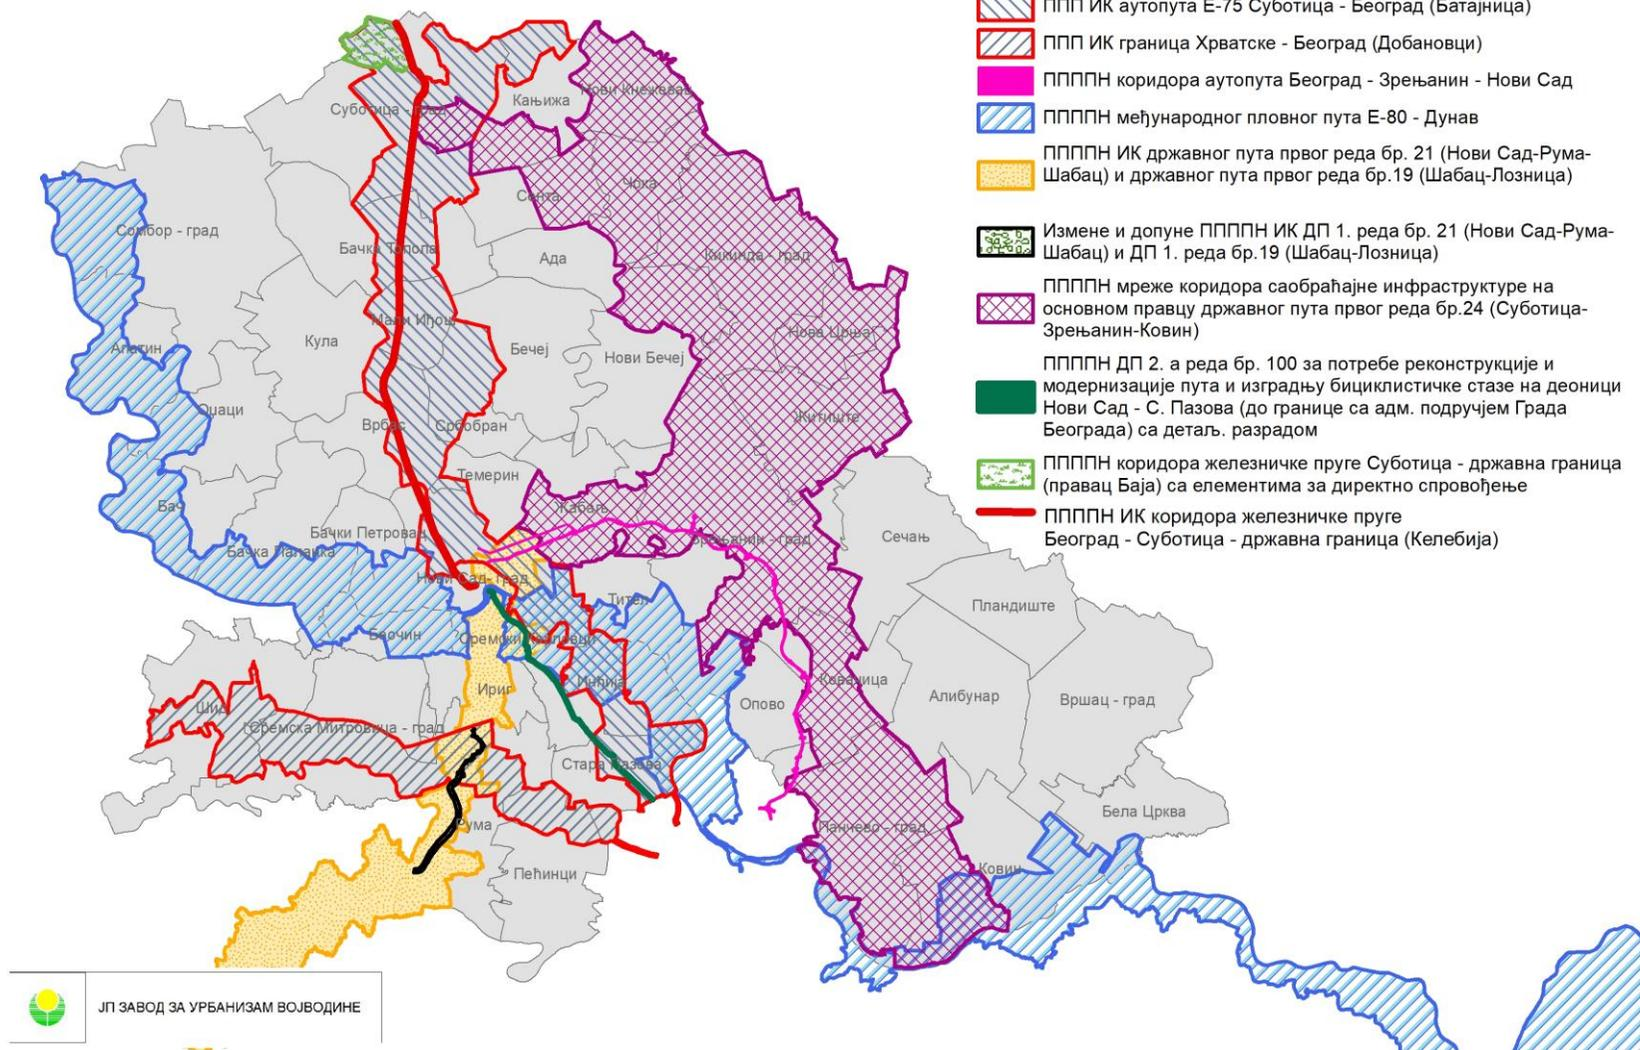 ППП ИК аутопута Е-75 Суботица - Београд (Батајница)
ППП ИК граница Хрватске - Београд (Добановци)
ППППН коридора аутопута Београд - Зрењанин - Нови Сад
ППППН међународног пловног пута Е-80 - Дунав
ППППН ИК државног пута првог реда бр. 21 (Нови Сад-Рума-
Шабац) и државног пута првог реда бр.19 (Шабац-Лозница)
Измене и допуне ППППН ИК ДП 1. реда бр. 21 (Нови Сад-Рума-
Шабац) и ДП 1. реда бр.19 (Шабац-Лозница)
ППППН мреже коридора саобраћајне инфраструктуре на
основном правцу државног пута првог реда бр.24 (Суботица-
Зрењанин-Ковин)
ППППН ДП 2. а реда бр. 100 за потребе реконструкције и
модернизације пута и изградњу бициклистичке стазе на деоници
Нови Сад - С. Пазова (до границе са адм. подручјем Града
Београда) са детаљ. разрадом
ППППН коридора железничке пруге Суботица - државна граница
(правац Баја) са елементима за директно спровођење
ППППН ИК коридора железничке пруге
Београд - Суботица - државна граница (Келебија)
Суботица - град
Кањижа
Нови Кнежевац
Сента
Чока
Сомбор - град
Бачка Топола
Ада
Кикинда - град
Мали Иђош
Апатин
Кула
Бечеј
Нови Бечеј
Нова Црња
Оџаци
Врбас
Србобран
Житиште
Темерин
Бач
Жабаљ
Бачки Петровац
Бачка Паланка
Зрењанин - град
Сечањ
Нови Сад - град
Тител
Пландиште
Беочин
Сремски Карловци
Ириг
Инђија
Ковачица
Алибунар
Вршац - град
Опово
Шид
Сремска Митровица - град
Стара Пазова
Рума
Панчево - град
Бела Црква
Пећинци
Ковин
ЈП ЗАВОД ЗА УРБАНИЗАМ ВОЈВОДИНЕ